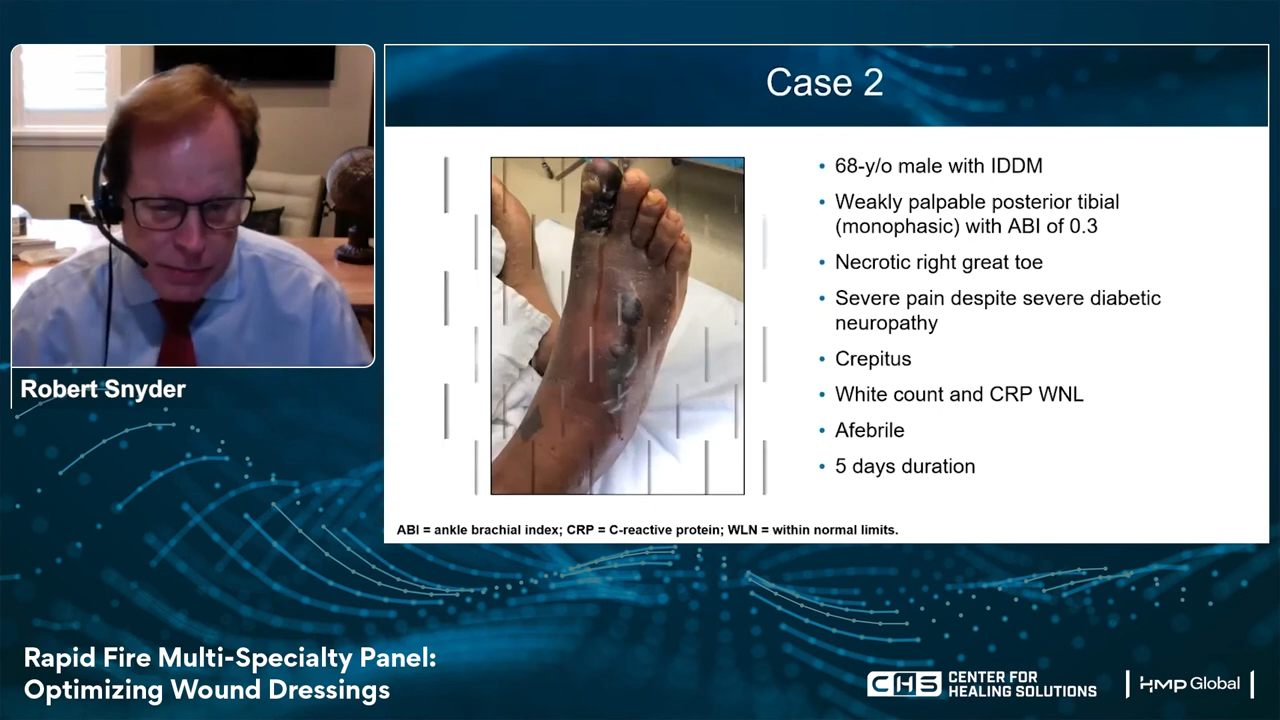 Case 2
Robert Snyder
68-y/o male with IDDM
Weakly palpable posterior tibial
(monophasic) with ABI of 0.3
Necrotic right great toe
Severe pain despite severe diabetic
neuropathy
Crepitus
White count and CRP WNL
Afebrile
5 days duration
ABI = ankle brachial index; CRP = C-reactive protein; WLN = within normal limits.
Rapid Fire Multi-Specialty Panel:
Optimizing Wound Dressings
CHS CENTER FOR
HEALING SOLUTIONS
HMP Global